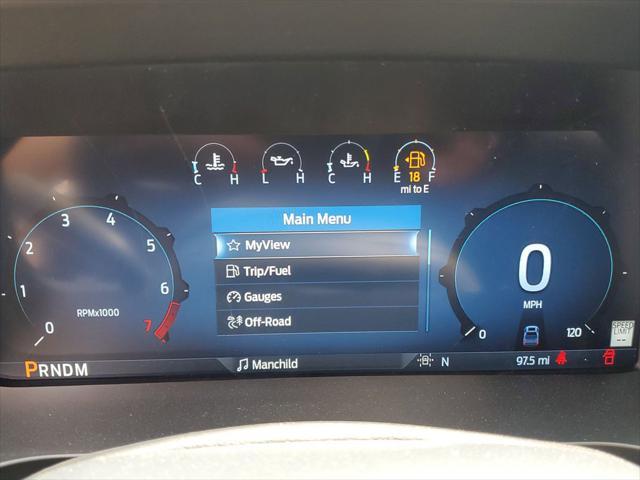 C H
L H
C H
E 18 F
mi to E
Main Menu
MyView
Trip/Fuel
Gauges
Off-Road
0
1
2
3
4
5
6
7
RPMx1000
0
MPH
0
120
SPEED
LIMIT
--
PRNDM
Manchild
N
97.5 mi